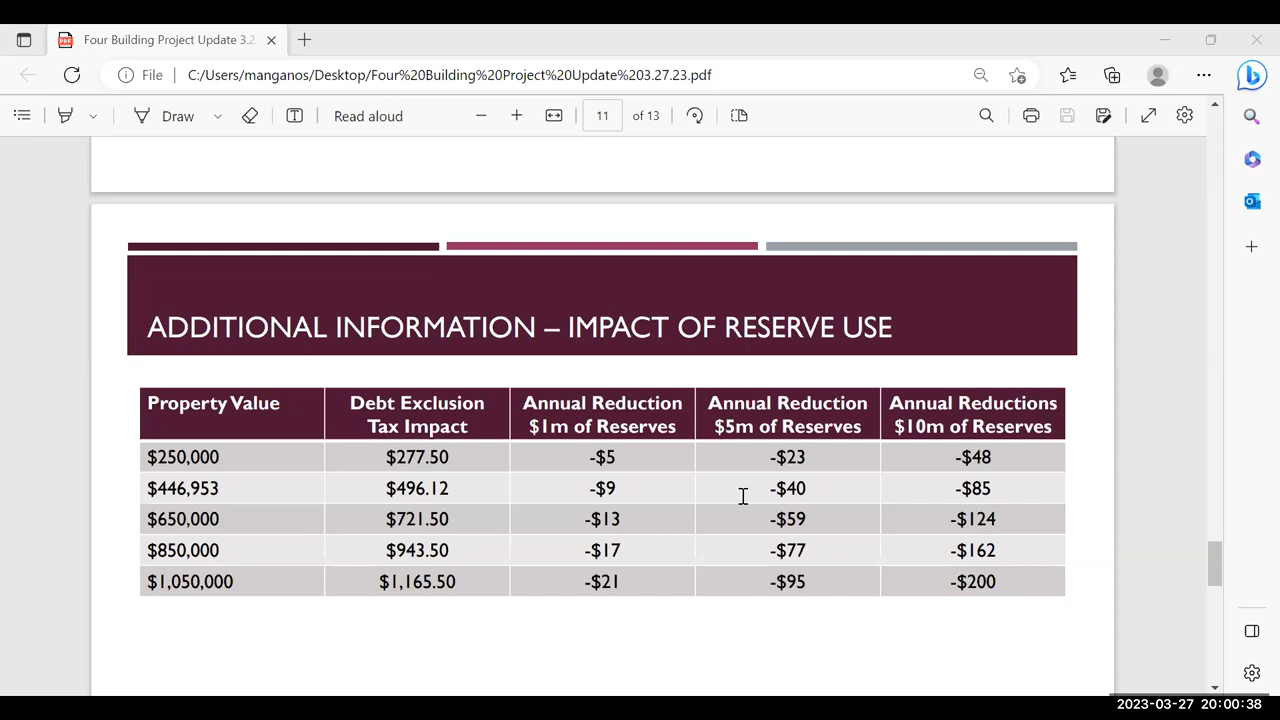 Four Building Project Update 3.2
File C:/Users/manganos/Desktop/Four%20Building%20Project%20Update%203.27.23.pdf
Draw Read aloud 11 of 13
ADDITIONAL INFORMATION – IMPACT OF RESERVE USE
Property Value Debt Exclusion Tax Impact Annual Reduction $1m of Reserves Annual Reduction $5m of Reserves Annual Reductions $10m of Reserves
$250,000 $277.50 -$5 -$23 -$48
$446,953 $496.12 -$9 -$40 -$85
$650,000 $721.50 -$13 -$59 -$124
$850,000 $943.50 -$17 -$77 -$162
$1,050,000 $1,165.50 -$21 -$95 -$200
2023-03-27 20:00:38